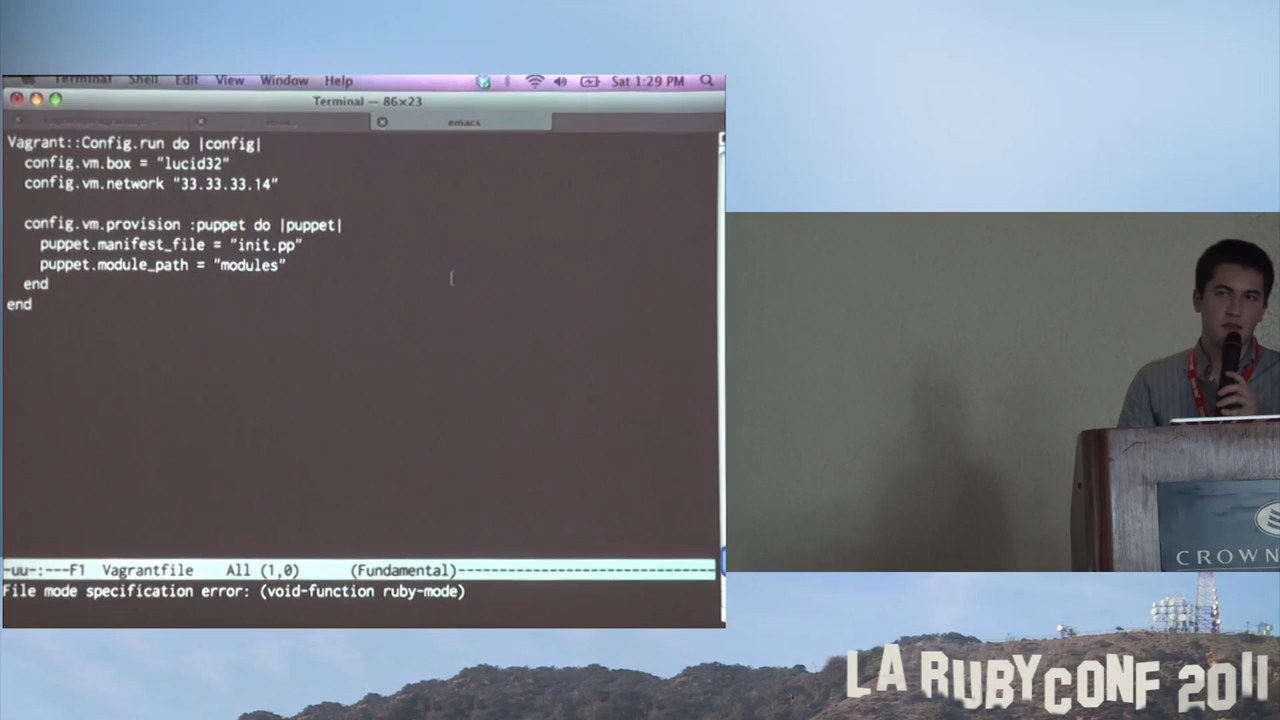 Terminal Shell Edit View Window Help Sat 1:29 PM
Terminal — 86×23
emacs
Vagrant::Config.run do |config|
config.vm.box = "lucid32"
config.vm.network "33.33.33.14"
config.vm.provision :puppet do |puppet|
puppet.manifest_file = "init.pp"
puppet.module_path = "modules"
end
end
-uu-:---F1 Vagrantfile All (1,0) (Fundamental)--------------------------------
File mode specification error: (void-function ruby-mode)
CROWN
LA RUBYCONF 2011